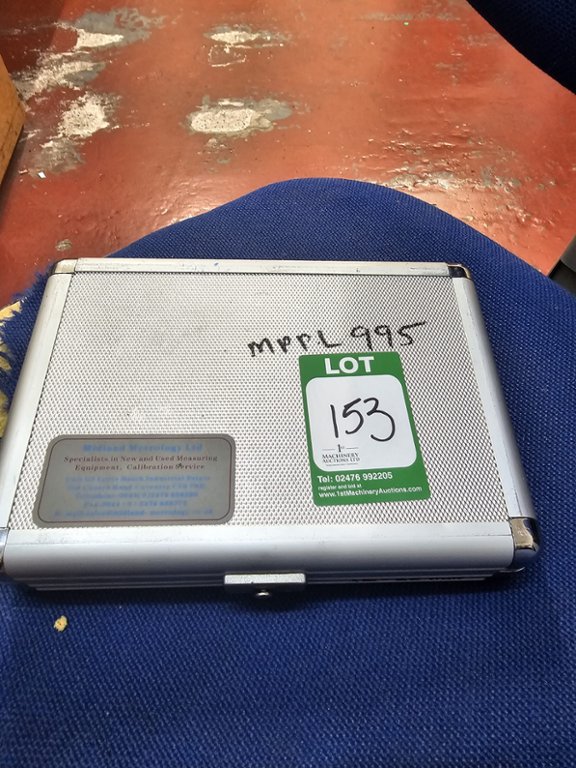 MPPL 995
LOT
153
1st
MACHINERY
AUCTIONS LTD
Tel: 02476 992205
register and bid at
www.1stMachineryAuctions.com
Midland Metrology Ltd
Specialists in New and Used Measuring
Equipment, Calibration Service